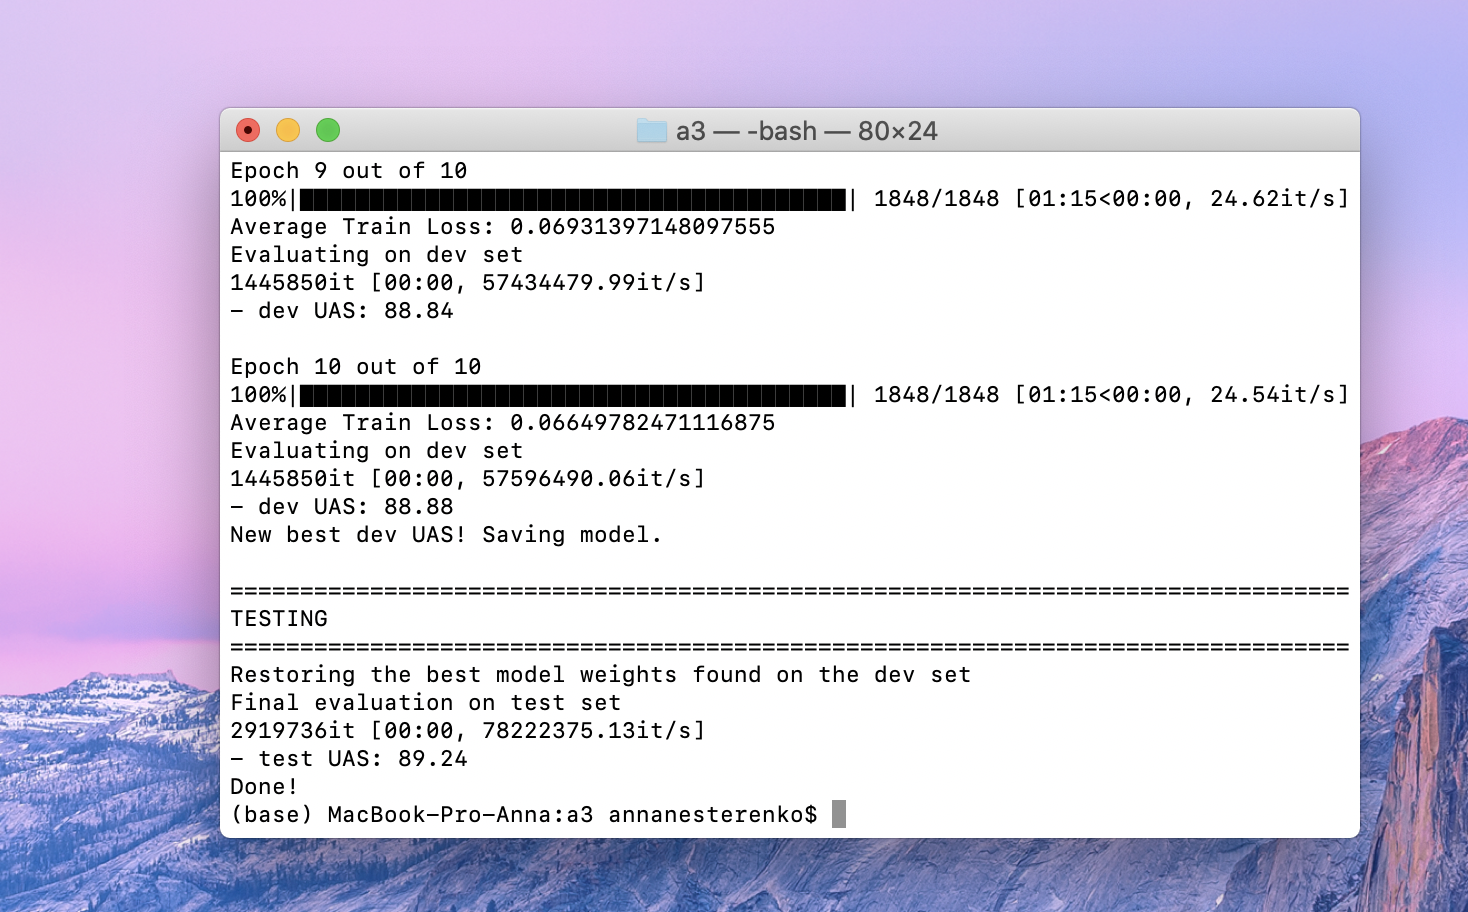 a3 — -bash — 80×24
Epoch 9 out of 10
100%|████████████████████████████████████████| 1848/1848 [01:15<00:00, 24.62it/s]
Average Train Loss: 0.06931397148097555
Evaluating on dev set
1445850it [00:00, 57434479.99it/s]
- dev UAS: 88.84
Epoch 10 out of 10
100%|████████████████████████████████████████| 1848/1848 [01:15<00:00, 24.54it/s]
Average Train Loss: 0.06649782471116875
Evaluating on dev set
1445850it [00:00, 57596490.06it/s]
- dev UAS: 88.88
New best dev UAS! Saving model.
================================================================================
TESTING
================================================================================
Restoring the best model weights found on the dev set
Final evaluation on test set
2919736it [00:00, 78222375.13it/s]
- test UAS: 89.24
Done!
(base) MacBook-Pro-Anna:a3 annanesterenko$